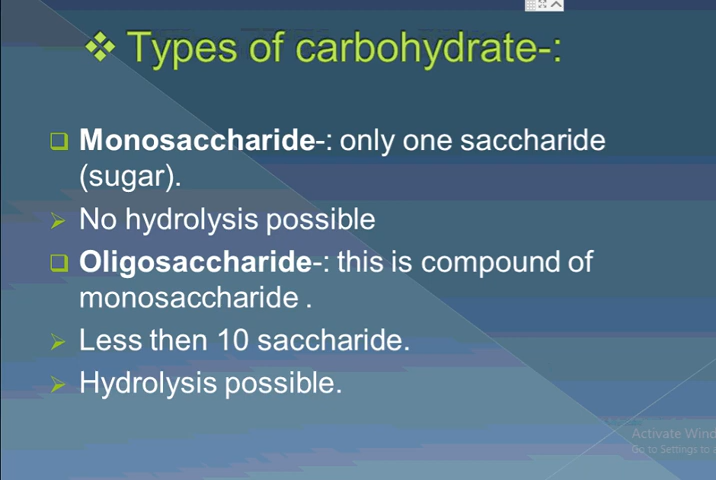 Types of carbohydrate-:
Monosaccharide-: only one saccharide
(sugar).
No hydrolysis possible
Oligosaccharide-: this is compound of
monosaccharide .
Less then 10 saccharide.
Hydrolysis possible.
Activate Wind
Go to Settings to